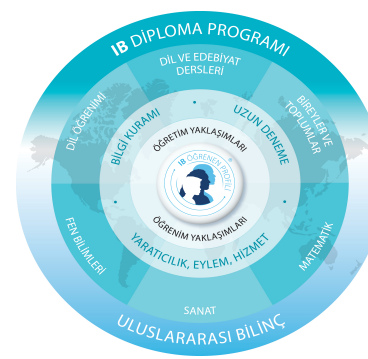 IB DİPLOMA PROGRAMI
DİL VE EDEBİYAT
DERSLERİ
DİL ÖĞRENİMİ
BİREYLER VE
TOPLUMLAR
BİLGİ KURAMI
UZUN DENEME
ÖĞRETİM YAKLAŞIMLARI
IB ÖĞRENEN PROFİLİ
®
ÖĞRENİM YAKLAŞIMLARI
YARATICILIK, EYLEM, HİZMET
FEN BİLİMLERİ
MATEMATİK
SANAT
ULUSLARARASI BİLİNÇ